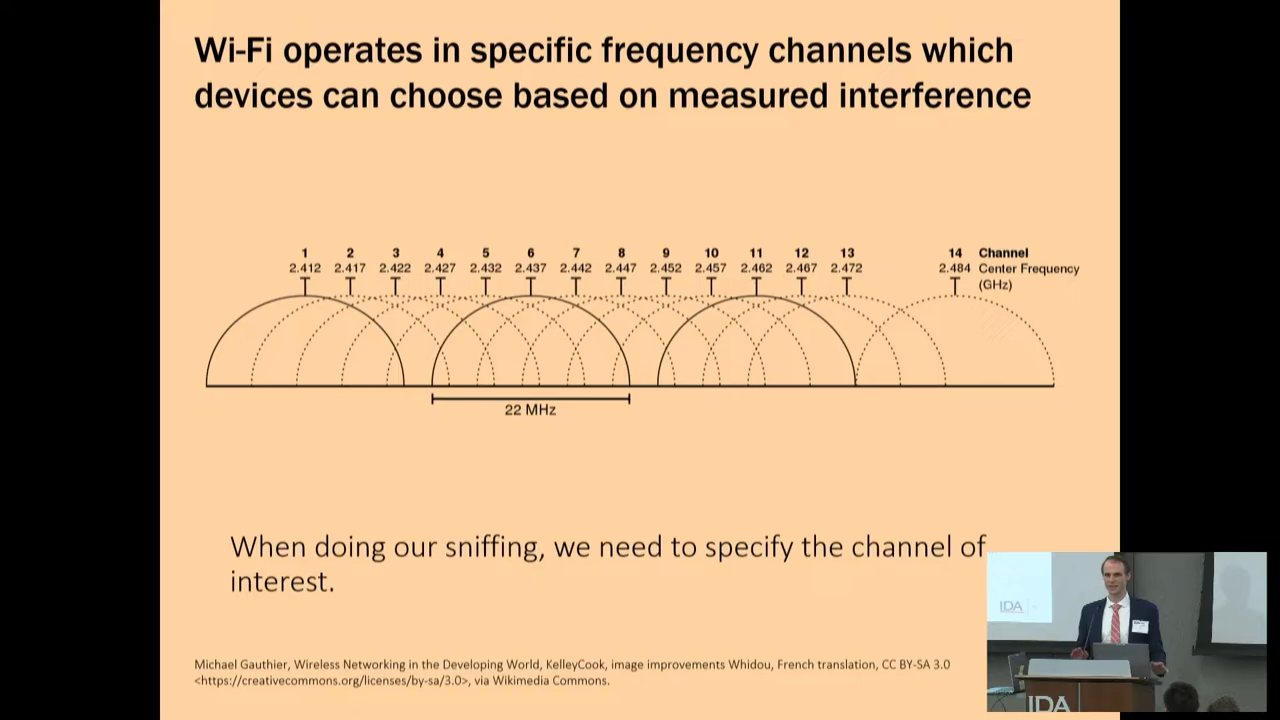 Wi-Fi operates in specific frequency channels which
devices can choose based on measured interference
1 2 3 4 5 6 7 8 9 10 11 12 13 14 Channel
2.412 2.417 2.422 2.427 2.432 2.437 2.442 2.447 2.452 2.457 2.462 2.467 2.472 2.484 Center Frequency
(GHz)
22 MHz
When doing our sniffing, we need to specify the channel of
interest.
IDA
IDA
Michael Gauthier, Wireless Networking in the Developing World, KelleyCook, image improvements Whidou, French translation, CC BY-SA 3.0
<https://creativecommons.org/licenses/by-sa/3.0>, via Wikimedia Commons.